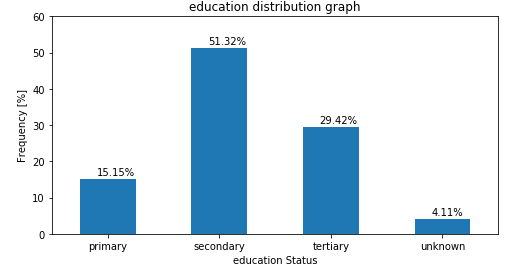 education distribution graph
Frequency [%]
60
50
40
30
20
10
0
15.15%
51.32%
29.42%
4.11%
primary
secondary
tertiary
unknown
education Status